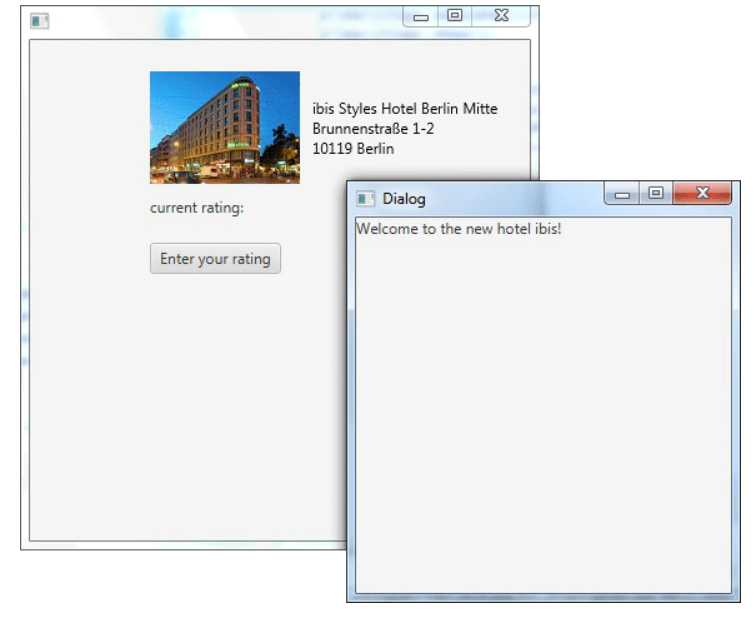 ibis Styles Hotel Berlin Mitte
Brunnenstraße 1-2
10119 Berlin
current rating:
Enter your rating
Dialog
Welcome to the new hotel ibis!